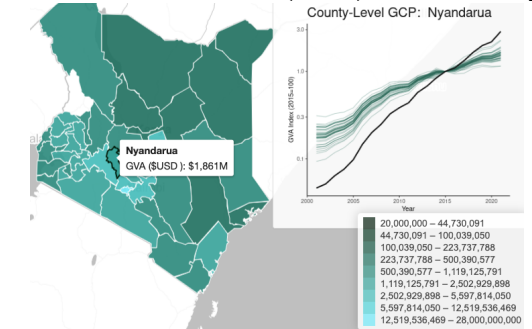 County-Level GCP: Nyandarua
Nyandarua
GVA ($USD ): $1,861M
GVA Index (2015=100)
3.0
1.0
0.3
0.1
2000
2005
2010
2015
2020
Year
20,000,000 – 44,730,091
44,730,091 – 100,039,050
100,039,050 – 223,737,788
223,737,788 – 500,390,577
500,390,577 – 1,119,125,791
1,119,125,791 – 2,502,929,898
2,502,929,898 – 5,597,814,050
5,597,814,050 – 12,519,536,469
12,519,536,469 – 28,000,000,000